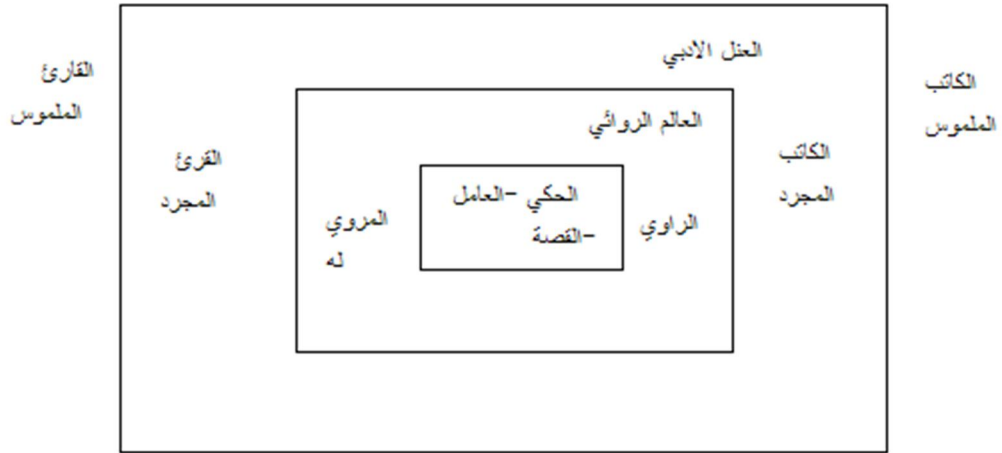 العنل الادبي
الكاتب
الملموس
القارئ
الملموس
العالم الروائي
الكاتب
المجرد
القرئ
المجرد
الراوي
الحكي -العامل
-القصة
المروي
له